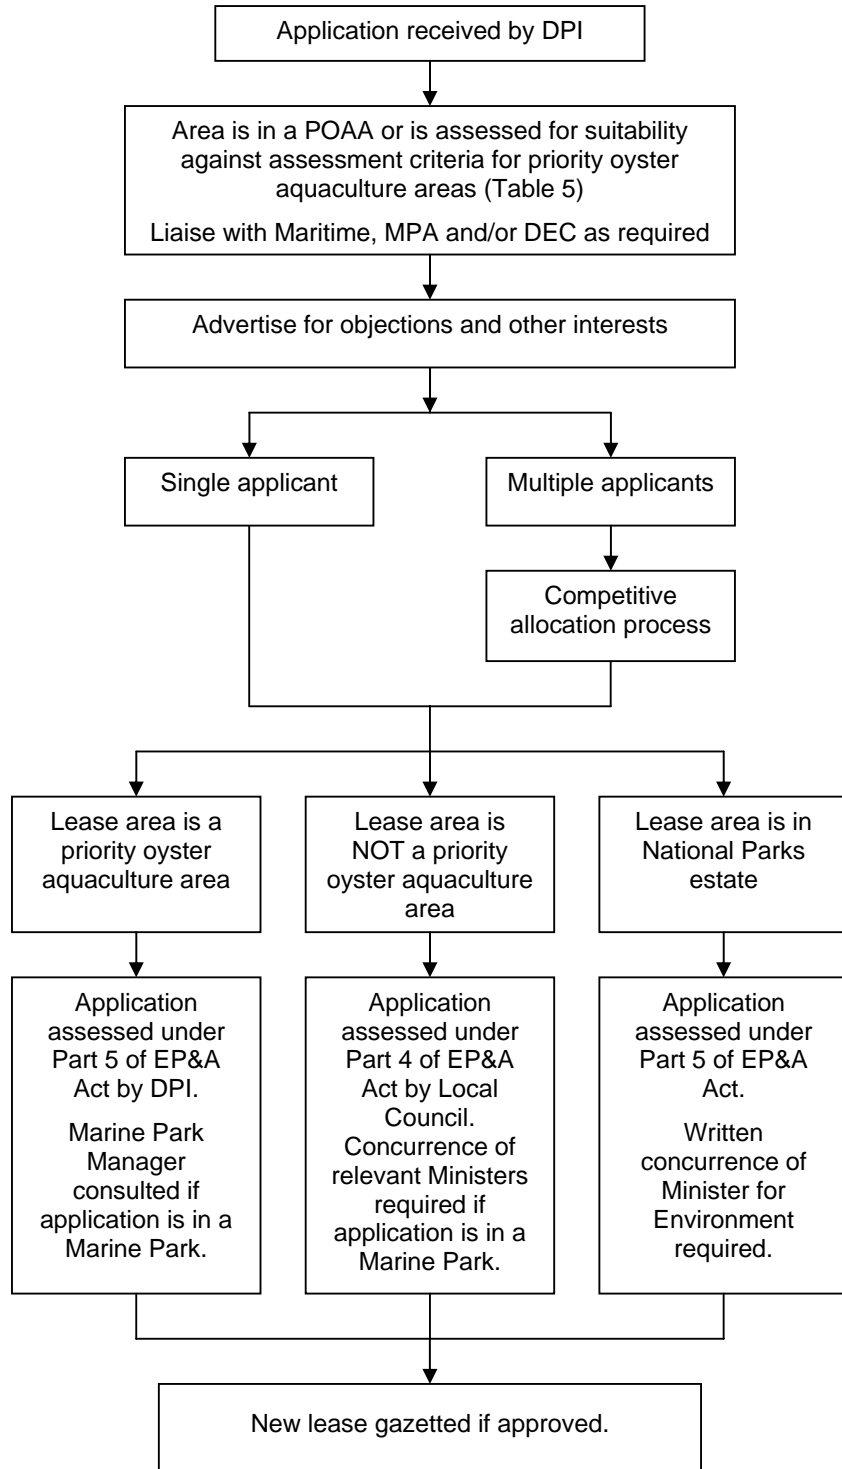 Application received by DPI
Area is in a POAA or is assessed for suitability
against assessment criteria for priority oyster
aquaculture areas (Table 5)
Liaise with Maritime, MPA and/or DEC as required
Advertise for objections and other interests
Single applicant
Multiple applicants
Competitive
allocation process
Lease area is a
priority oyster
aquaculture area
Lease area is
NOT a priority
oyster aquaculture
area
Lease area is in
National Parks
estate
Application
assessed under
Part 5 of EP&A
Act by DPI.
Marine Park
Manager
consulted if
application is in a
Marine Park.
Application
assessed under
Part 4 of EP&A
Act by Local
Council.
Concurrence of
relevant Ministers
required if
application is in a
Marine Park.
Application
assessed under
Part 5 of EP&A
Act.
Written
concurrence of
Minister for
Environment
required.
New lease gazetted if approved.